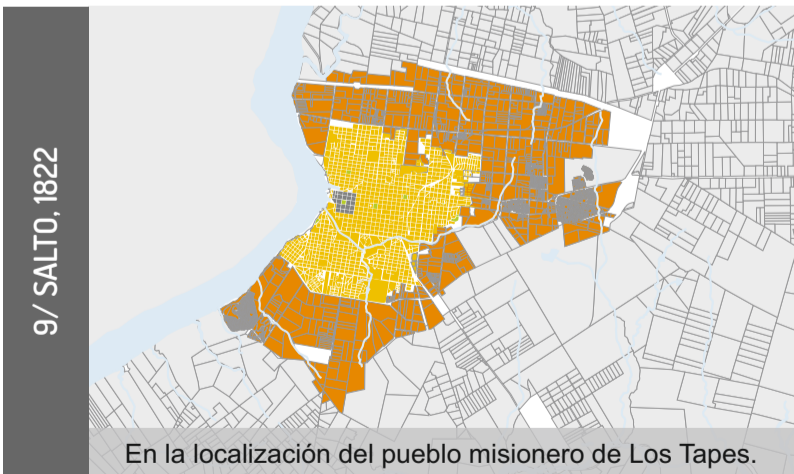 9/ SALTO, 1822
En la localización del pueblo misionero de Los Tapes.